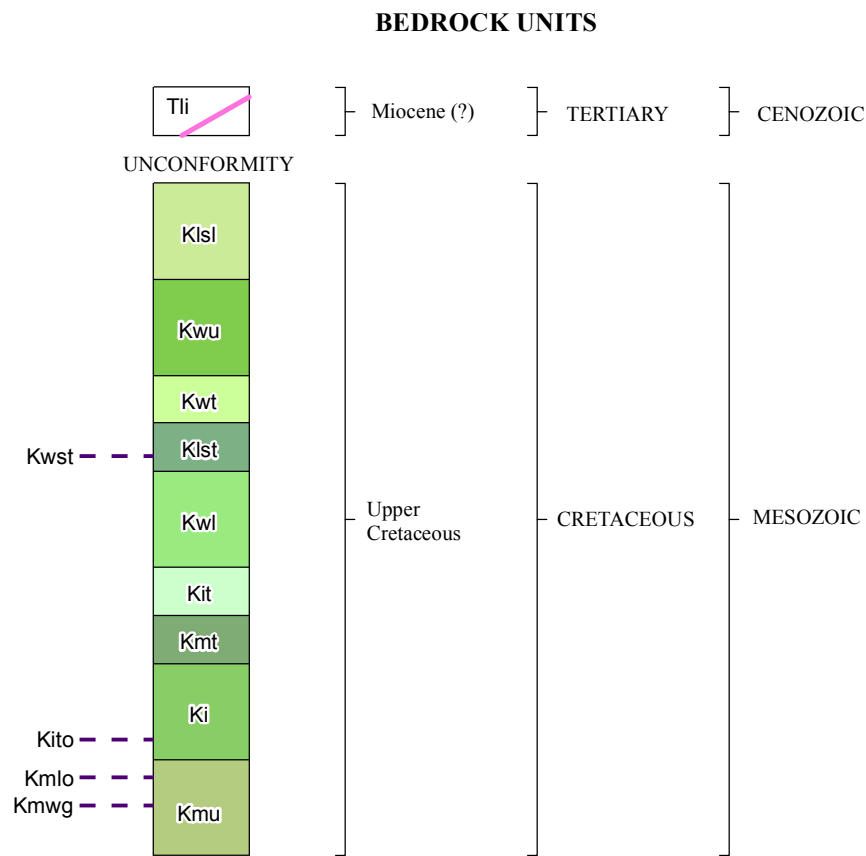 BEDROCK UNITS
Tli
Miocene (?)
TERTIARY
CENOZOIC
UNCONFORMITY
Klsl
Kwu
Kwt
Kwst
Klst
Kwl
Upper
Cretaceous
CRETACEOUS
MESOZOIC
Kit
Kmt
Ki
Kito
Kmlo
Kmwg
Kmu